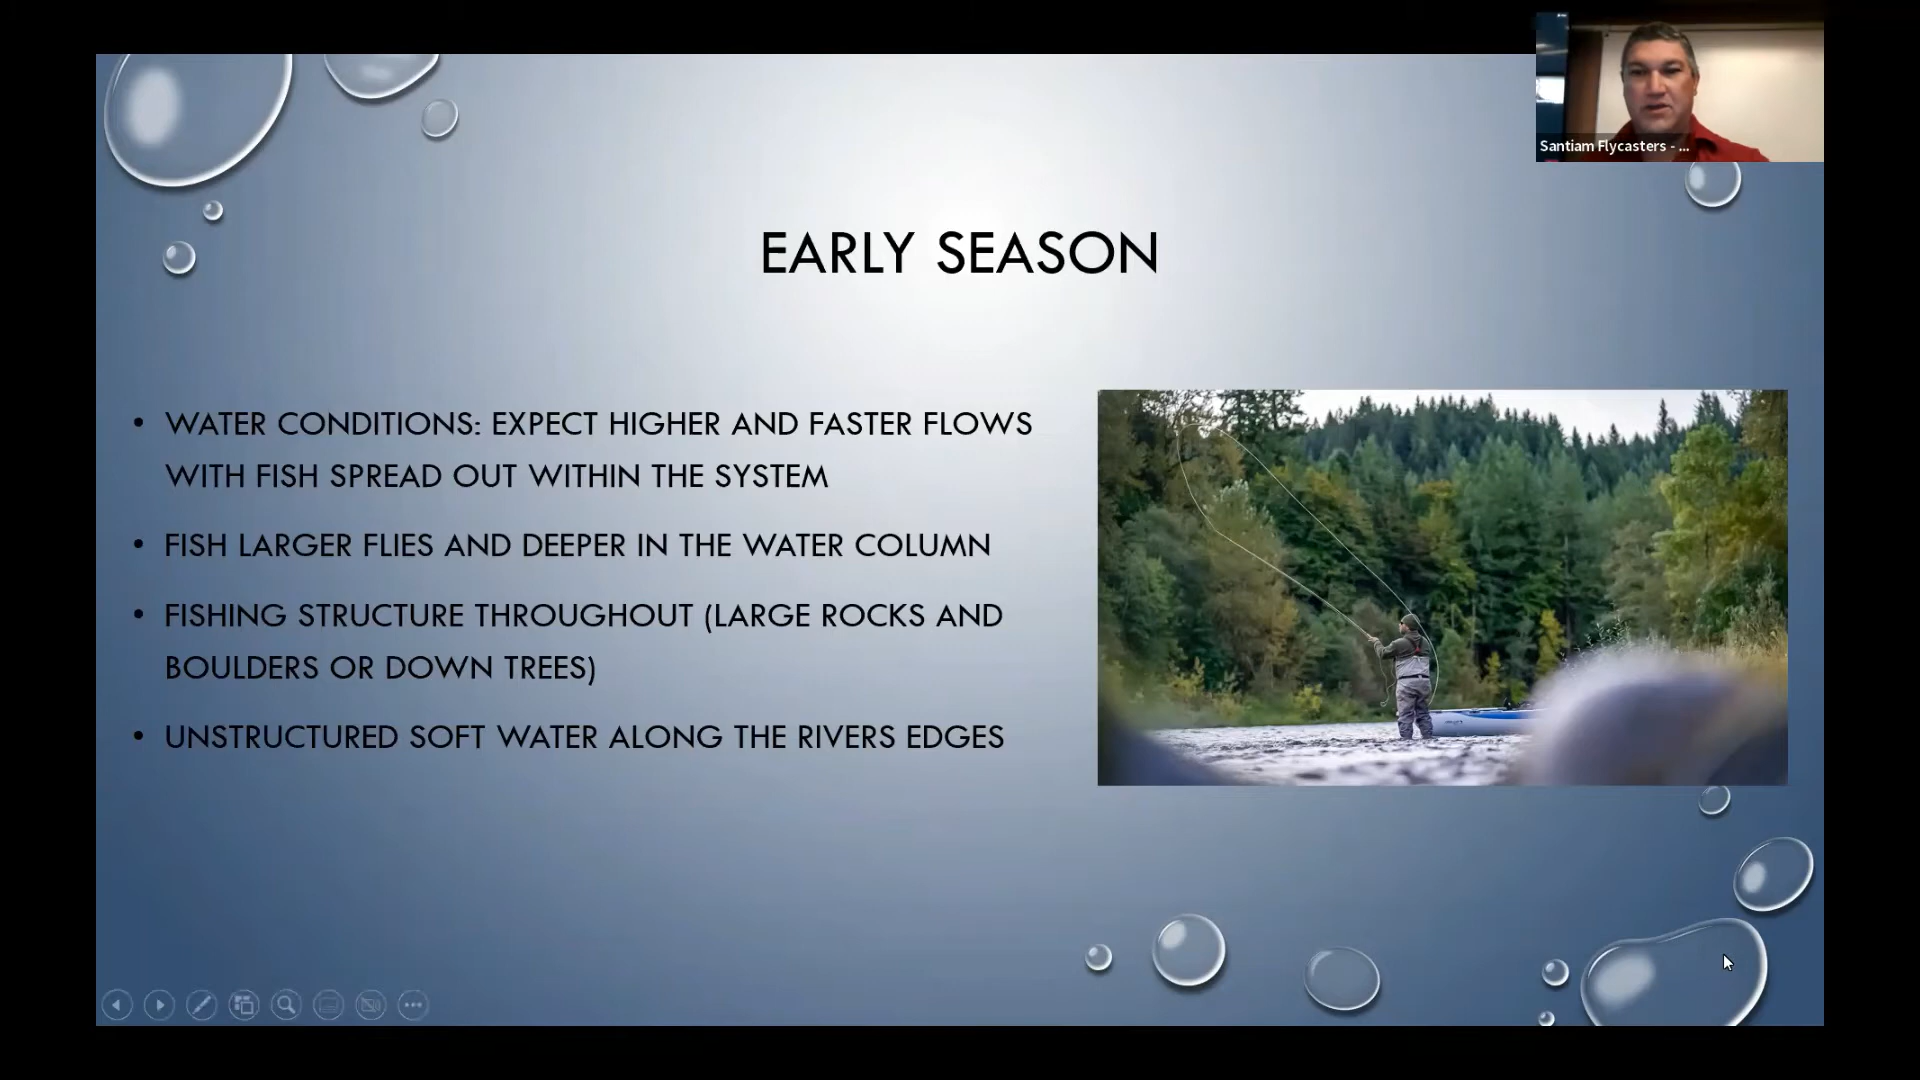 Santiam Flycasters - ...
EARLY SEASON
• WATER CONDITIONS: EXPECT HIGHER AND FASTER FLOWS
WITH FISH SPREAD OUT WITHIN THE SYSTEM
• FISH LARGER FLIES AND DEEPER IN THE WATER COLUMN
• FISHING STRUCTURE THROUGHOUT (LARGE ROCKS AND
BOULDERS OR DOWN TREES)
• UNSTRUCTURED SOFT WATER ALONG THE RIVERS EDGES